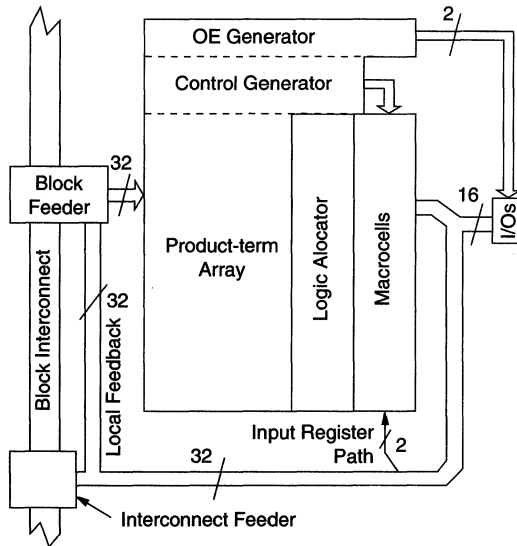 2
OE Generator
Control Generator
32
Block
Feeder
16
I/Os
Product-term
Array
Logic Alocator
Macrocells
32
Block Interconnect
Local Feedback
Input Register
Path
2
32
Interconnect Feeder